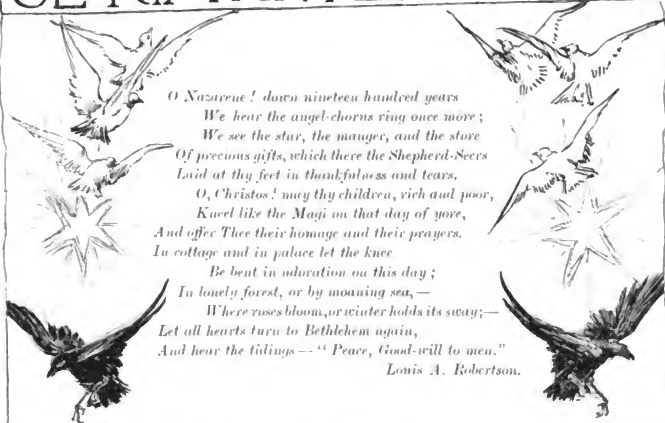 O Nazarene! down nineteen hundred years
We hear the angel-chorus ring once more;
We see the star, the manger, and the store
Of precious gifts, which there the Shepherd-Seers
Laid at thy feet in thankfulness and tears.
O, Christos! may thy children, rich and poor,
Kneel like the Magi on that day of yore,
And offer Thee their homage and their prayers.
In cottage and in palace let the knee
Be bent in adoration on this day;
In lonely forest, or by moaning sea,—
Where roses bloom, or winter holds its sway;—
Let all hearts turn to Bethlehem again,
And hear the tidings—"Peace, Good-will to men."
Louis A. Robertson.